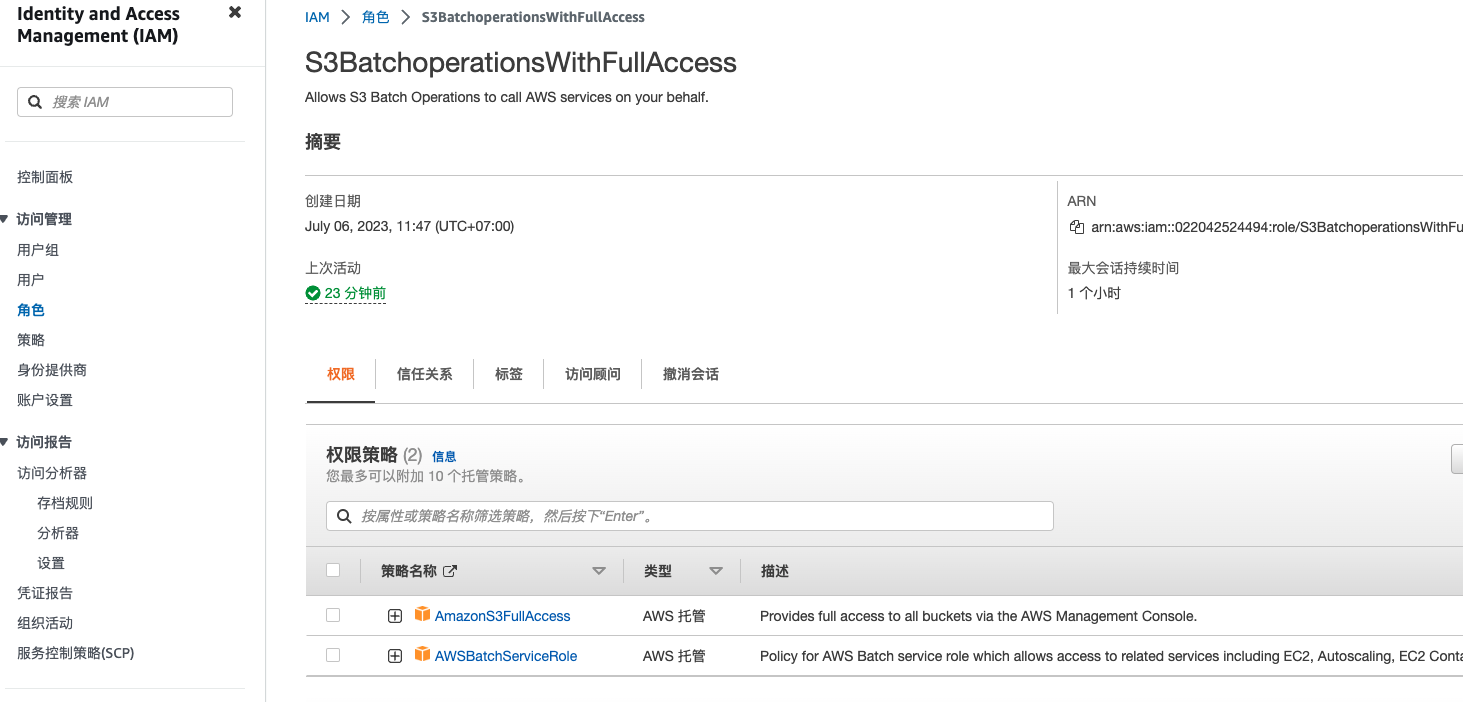 Identity and Access
Management (IAM)
搜索 IAM
控制面板
访问管理
用户组
用户
角色
策略
身份提供商
账户设置
访问报告
访问分析器
存档规则
分析器
设置
凭证报告
组织活动
服务控制策略(SCP)
IAM > 角色 > S3BatchoperationsWithFullAccess
S3BatchoperationsWithFullAccess
Allows S3 Batch Operations to call AWS services on your behalf.
摘要
创建日期
July 06, 2023, 11:47 (UTC+07:00)
上次活动
23 分钟前
ARN
arn:aws:iam::022042524494:role/S3BatchoperationsWithFu
最大会话持续时间
1 个小时
权限 信任关系 标签 访问顾问 撤消会话
权限策略 (2) 信息
您最多可以附加 10 个托管策略。
按属性或策略名称筛选策略，然后按下“Enter”。
策略名称 类型 描述
AmazonS3FullAccess AWS 托管 Provides full access to all buckets via the AWS Management Console.
AWSBatchServiceRole AWS 托管 Policy for AWS Batch service role which allows access to related services including EC2, Autoscaling, EC2 Conta